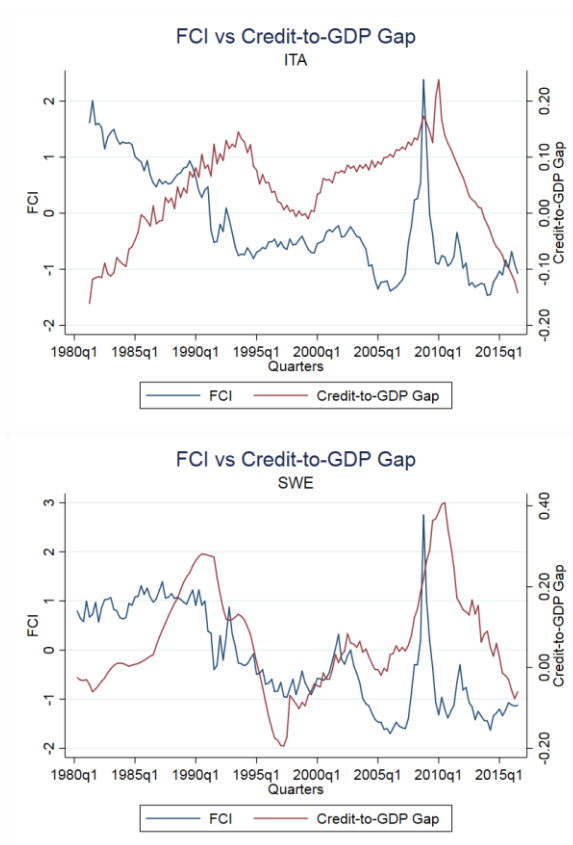 FCI vs Credit-to-GDP Gap
ITA
2
1
0
-1
-2
FCI
0.20
0.10
0.00
-0.10
-0.20
Credit-to-GDP Gap
1980q1 1985q1 1990q1 1995q1 2000q1 2005q1 2010q1 2015q1
Quarters
FCI Credit-to-GDP Gap
FCI vs Credit-to-GDP Gap
SWE
3
2
1
0
-1
-2
FCI
0.40
0.20
0.00
-0.20
Credit-to-GDP Gap
1980q1 1985q1 1990q1 1995q1 2000q1 2005q1 2010q1 2015q1
Quarters
FCI Credit-to-GDP Gap